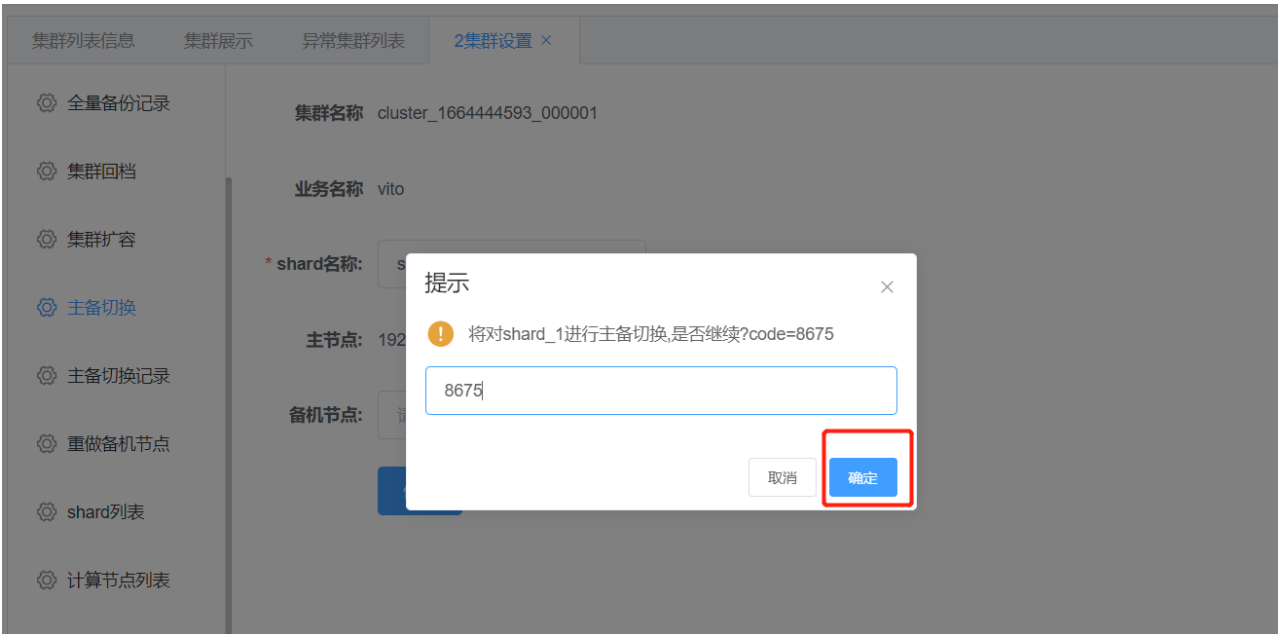 集群列表信息 集群展示 异常集群列表 2集群设置 ×
全量备份记录
集群回档
集群扩容
主备切换
主备切换记录
重做备机节点
shard列表
计算节点列表
集群名称 cluster_1664444593_000001
业务名称 vito
* shard名称: s
主节点: 192
备机节点:
提示
将对shard_1进行主备切换,是否继续?code=8675
8675
取消 确定